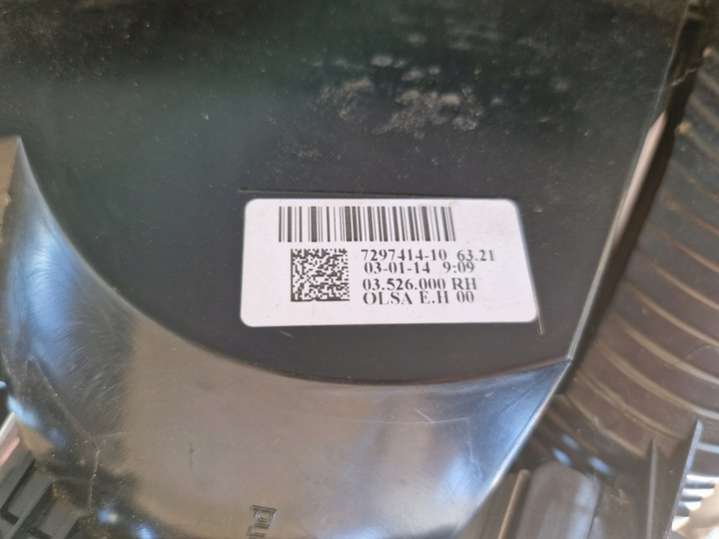 7297414-10 63.21
03-01-14 9:09
03.526.000 RH
OLSA E.H 00